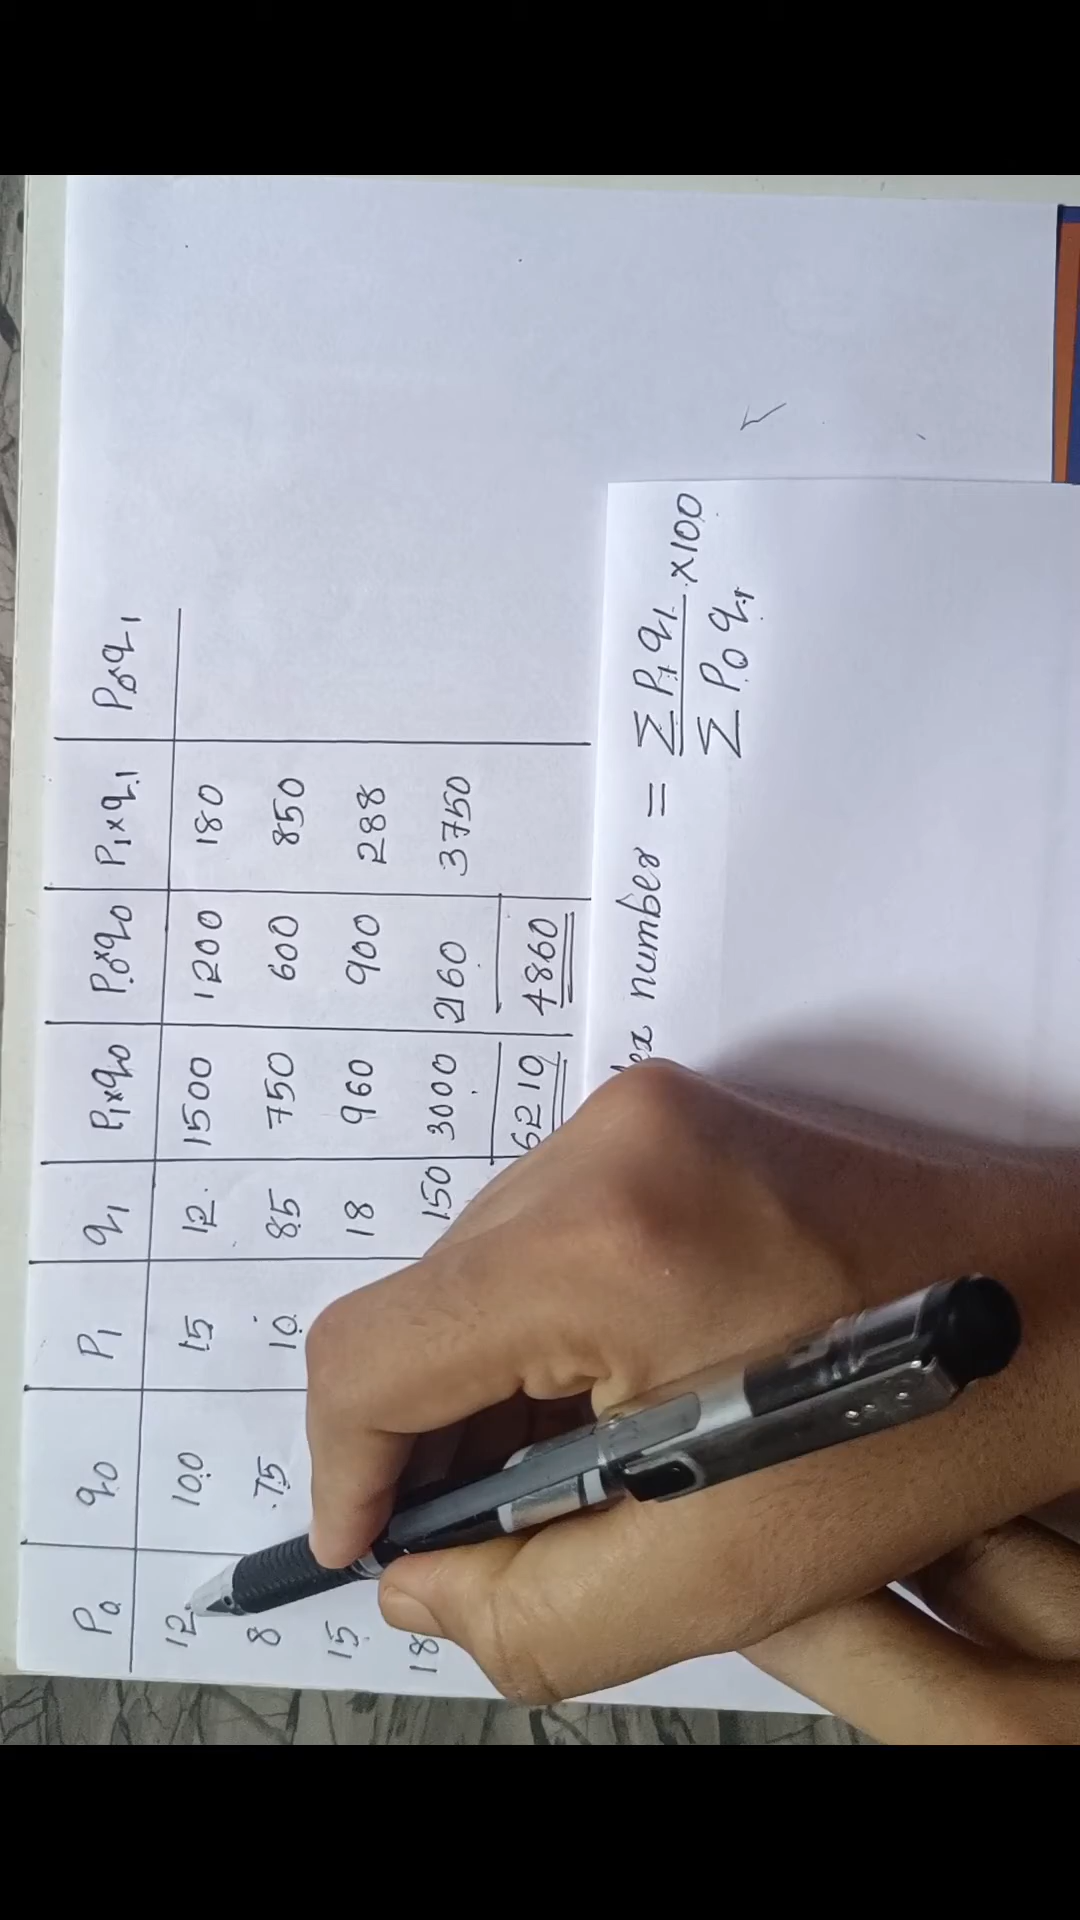 P0 q0 P1 q1 P1×q0 P0×q0 P1×q1 P0×q1
12 100 15 12 1500 1200 180
8 75 10 85 750 600 850
15 18 960 900 288
18 150 3000 2160 3750
6210 4860
number = ΣP1q1 ×100
ΣP0q1